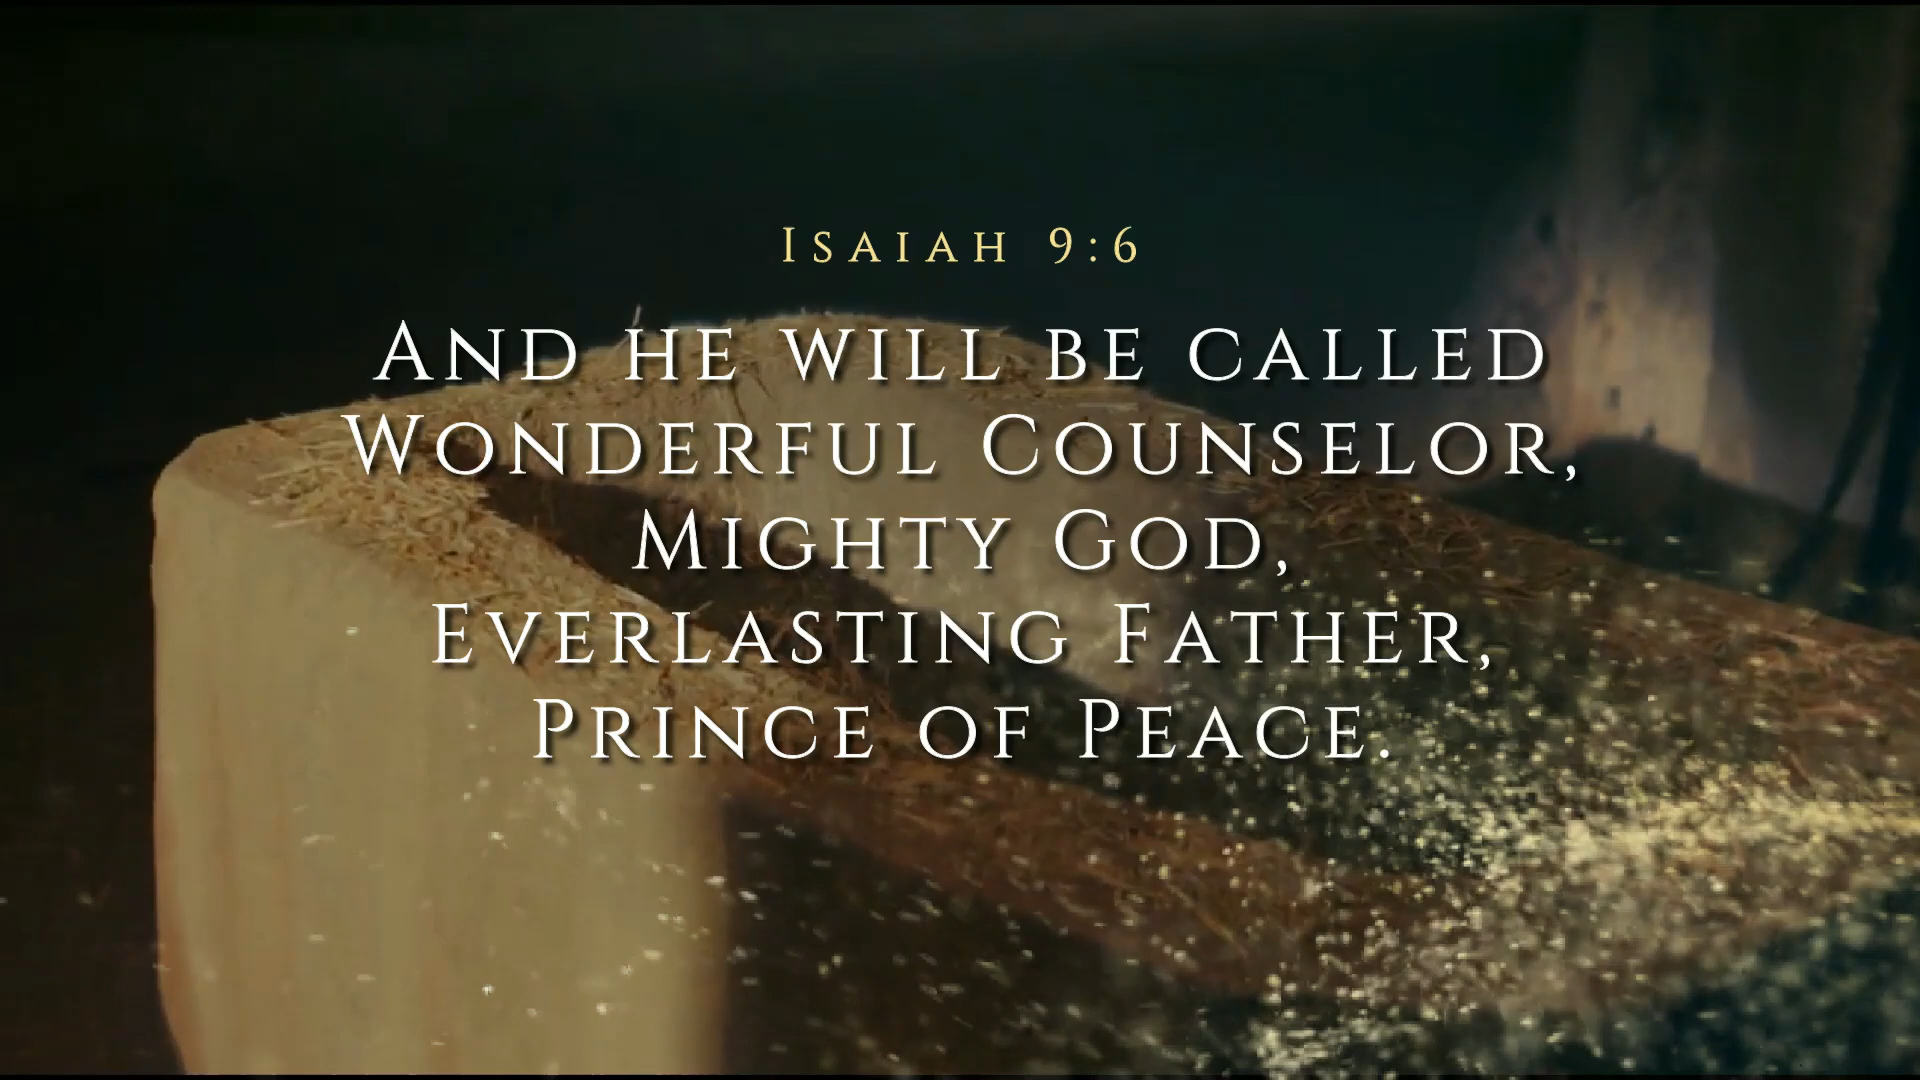 Isaiah 9:6
And he will be called
Wonderful Counselor,
Mighty God,
Everlasting Father,
Prince of Peace.